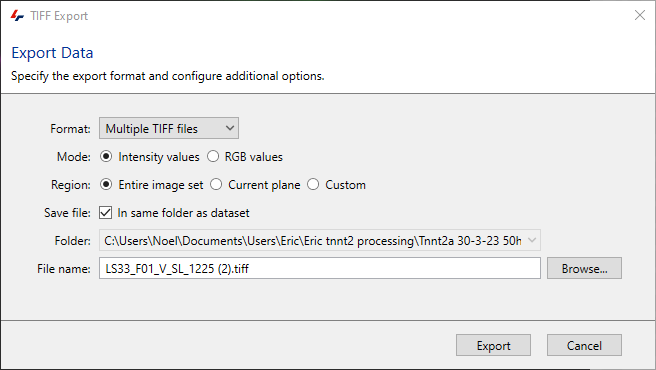 TIFF Export
Export Data
Specify the export format and configure additional options.
Format: Multiple TIFF files
Mode: Intensity values RGB values
Region: Entire image set Current plane Custom
Save file: In same folder as dataset
Folder: C:\Users\Noel\Documents\Users\Eric\Eric tnnt2 processing\Tnnt2a 30-3-23 50h
File name: LS33_F01_V_SL_1225 (2).tiff Browse...
Export Cancel